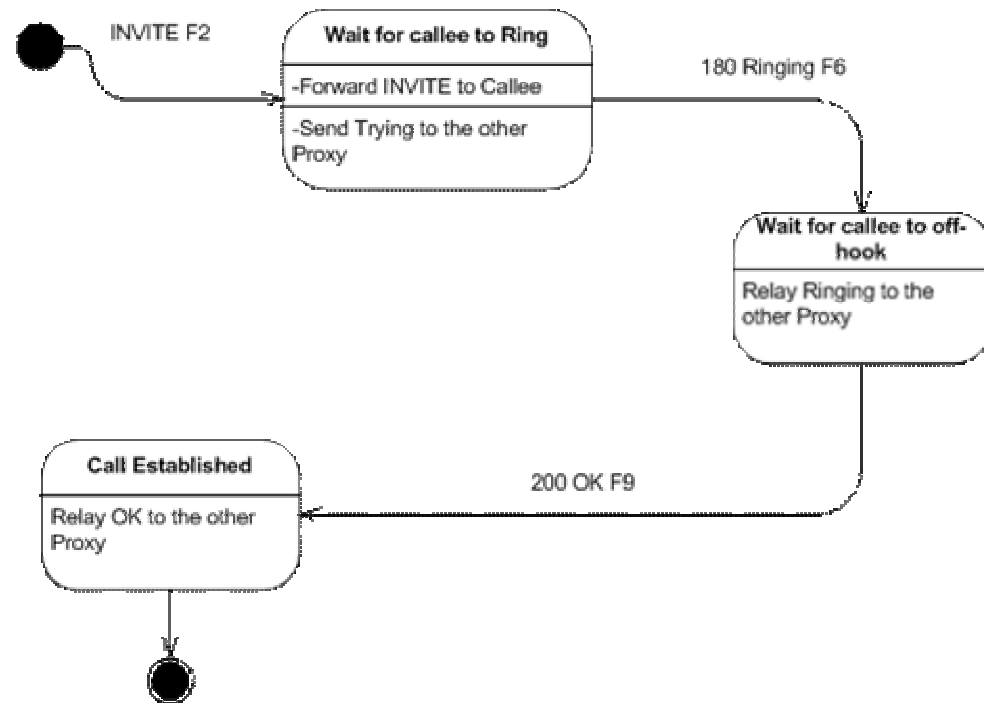 INVITE F2
Wait for callee to Ring
-Forward INVITE to Callee
-Send Trying to the other
Proxy
180 Ringing F6
Wait for callee to off-
hook
Relay Ringing to the
other Proxy
200 OK F9
Call Established
Relay OK to the other
Proxy